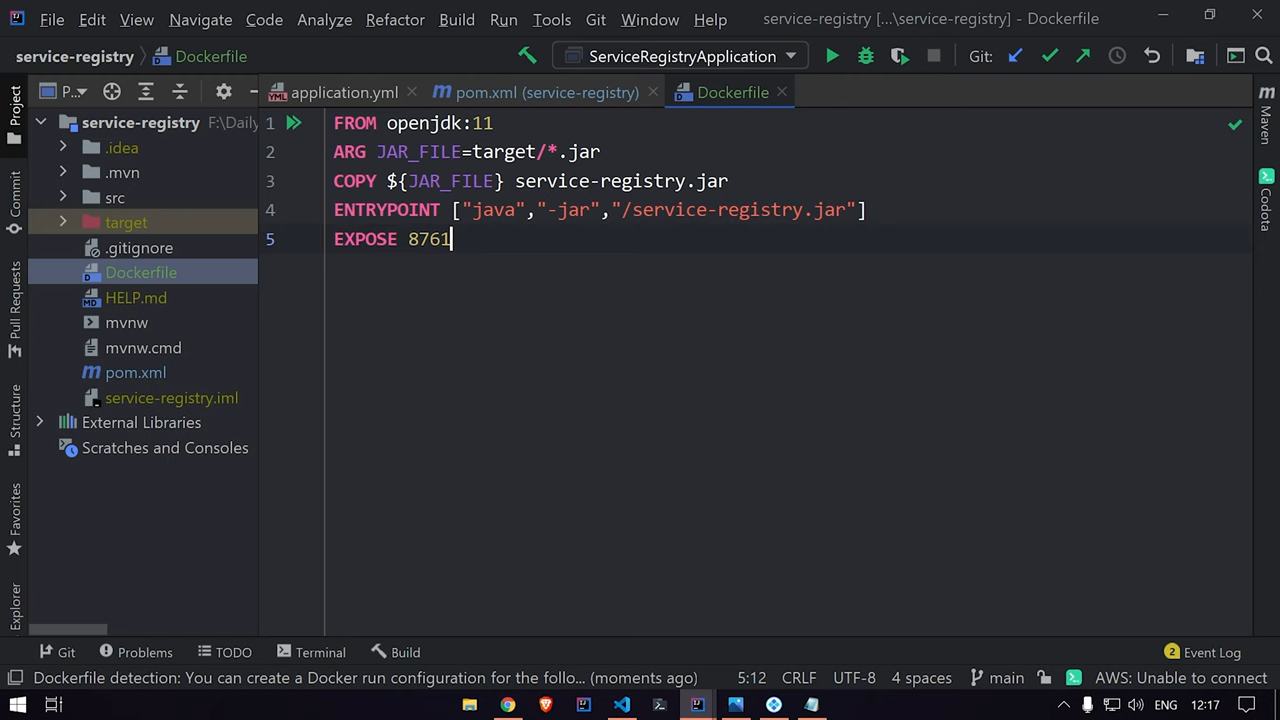 File Edit View Navigate Code Analyze Refactor Build Run Tools Git Window Help service-registry [...\service-registry] - Dockerfile
service-registry Dockerfile ServiceRegistryApplication Git:
P... application.yml pom.xml (service-registry) Dockerfile
Project
Commit
Pull Requests
Structure
Favorites
Explorer
service-registry F:\Daily
.idea
.mvn
src
target
.gitignore
Dockerfile
HELP.md
mvnw
mvnw.cmd
pom.xml
service-registry.iml
External Libraries
Scratches and Consoles
1 FROM openjdk:11
2 ARG JAR_FILE=target/*.jar
3 COPY ${JAR_FILE} service-registry.jar
4 ENTRYPOINT ["java","-jar","/service-registry.jar"]
5 EXPOSE 8761
Maven
Codota
Git Problems TODO Terminal Build 2 Event Log
Dockerfile detection: You can create a Docker run configuration for the follo... (moments ago) 5:12 CRLF UTF-8 4 spaces main AWS: Unable to connect
ENG 12:17